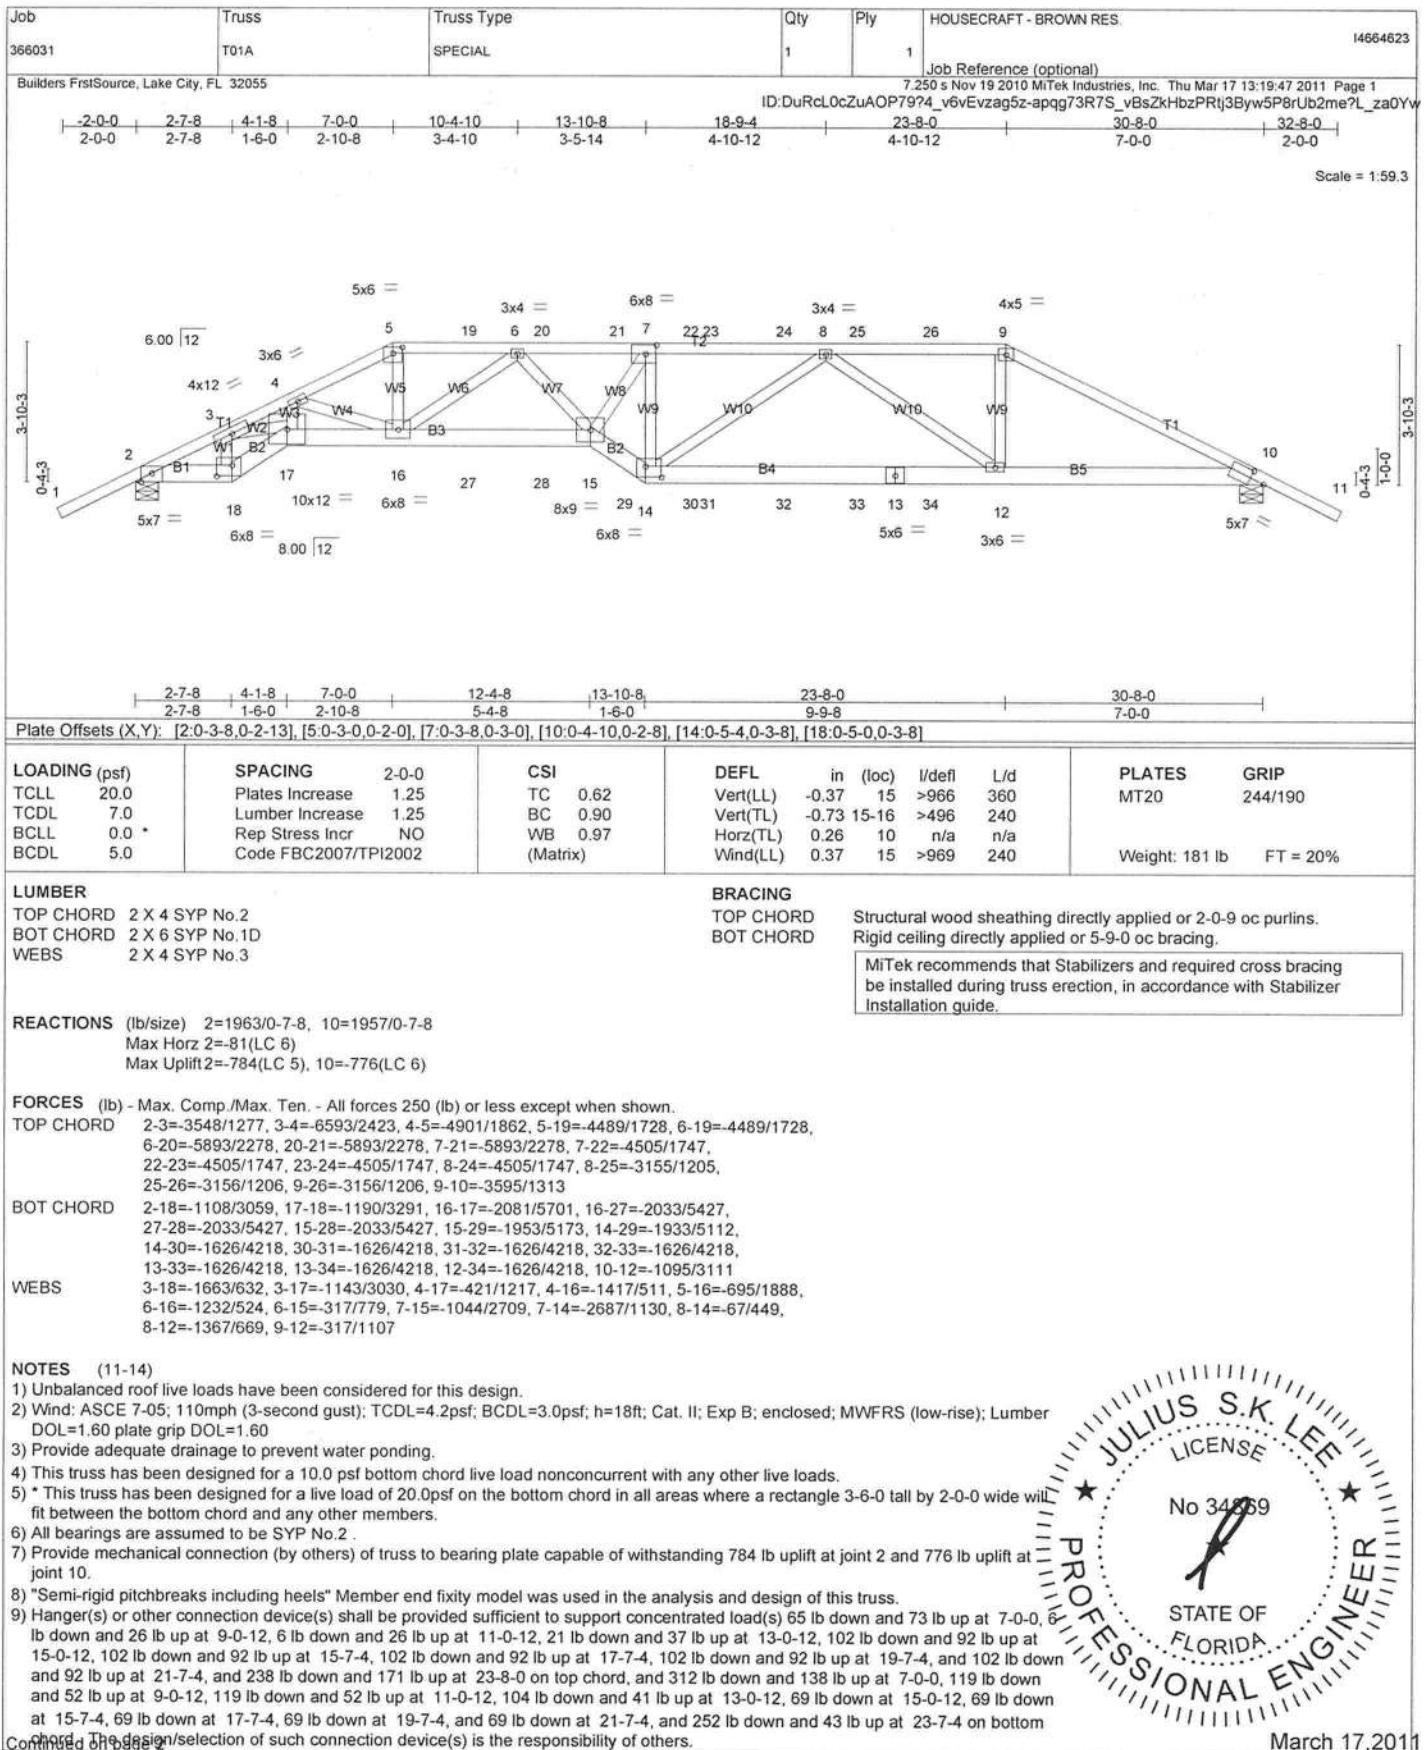 Job Truss Truss Type Qty Ply HOUSECRAFT - BROWN RES.
I4664623
366031 T01A SPECIAL 1 1
Job Reference (optional)
Builders FrstSource, Lake City, FL 32055 7.250 s Nov 19 2010 MiTek Industries, Inc. Thu Mar 17 13:19:47 2011 Page 1
ID:DuRcL0cZuAOP79?4_v6vEvzag5z-apqg73R7S_vBsZkHbzPRtj3Byw5P8rUb2me?L_za0Yw
-2-0-0 2-7-8 4-1-8 7-0-0 10-4-10 13-10-8 18-9-4 23-8-0 30-8-0 32-8-0
2-0-0 2-7-8 1-6-0 2-10-8 3-4-10 3-5-14 4-10-12 4-10-12 7-0-0 2-0-0
Scale = 1:59.3
5x6 = 3x4 = 6x8 = 3x4 = 4x5 =
5 19 6 20 21 7 22 23 24 8 25 26 9
T2
6.00 12
3x6 =
4x12 =
4
3 T1 W3 W4 W5 W6 W7 W8 W9 W10 W10 W9 T1
W2
W1 B2 B3 B2
2 B1 B4 B5 10
3-10-3
0-4-3
3-10-3
1-0-0
0-4-3
1 11
17 16 27 28 15 29 14 30 31 32 33 13 34 12
5x7 = 18 10x12 = 6x8 = 8x9 = 6x8 = 5x6 = 3x6 = 5x7 =
6x8 =
8.00 12
2-7-8 4-1-8 7-0-0 12-4-8 13-10-8 23-8-0 30-8-0
2-7-8 1-6-0 2-10-8 5-4-8 1-6-0 9-9-8 7-0-0
Plate Offsets (X,Y): [2:0-3-8,0-2-13], [5:0-3-0,0-2-0], [7:0-3-8,0-3-0], [10:0-4-10,0-2-8], [14:0-5-4,0-3-8], [18:0-5-0,0-3-8]
LOADING (psf) SPACING 2-0-0 CSI DEFL in (loc) l/defl L/d PLATES GRIP
TCLL 20.0 Plates Increase 1.25 TC 0.62 Vert(LL) -0.37 15 >966 360 MT20 244/190
TCDL 7.0 Lumber Increase 1.25 BC 0.90 Vert(TL) -0.73 15-16 >496 240
BCLL 0.0 * Rep Stress Incr NO WB 0.97 Horz(TL) 0.26 10 n/a n/a
BCDL 5.0 Code FBC2007/TPI2002 (Matrix) Wind(LL) 0.37 15 >969 240 Weight: 181 lb FT = 20%
LUMBER
TOP CHORD 2 X 4 SYP No.2
BOT CHORD 2 X 6 SYP No.1D
WEBS 2 X 4 SYP No.3
BRACING
TOP CHORD Structural wood sheathing directly applied or 2-0-9 oc purlins.
BOT CHORD Rigid ceiling directly applied or 5-9-0 oc bracing.
MiTek recommends that Stabilizers and required cross bracing
be installed during truss erection, in accordance with Stabilizer
Installation guide.
REACTIONS (lb/size) 2=1963/0-7-8, 10=1957/0-7-8
Max Horz 2=-81(LC 6)
Max Uplift2=-784(LC 5), 10=-776(LC 6)
FORCES (lb) - Max. Comp./Max. Ten. - All forces 250 (lb) or less except when shown.
TOP CHORD 2-3=-3548/1277, 3-4=-6593/2423, 4-5=-4901/1862, 5-19=-4489/1728, 6-19=-4489/1728,
6-20=-5893/2278, 20-21=-5893/2278, 7-21=-5893/2278, 7-22=-4505/1747,
22-23=-4505/1747, 23-24=-4505/1747, 8-24=-4505/1747, 8-25=-3155/1205,
25-26=-3156/1206, 9-26=-3156/1206, 9-10=-3595/1313
BOT CHORD 2-18=-1108/3059, 17-18=-1190/3291, 16-17=-2081/5701, 16-27=-2033/5427,
27-28=-2033/5427, 15-28=-2033/5427, 15-29=-1953/5173, 14-29=-1933/5112,
14-30=-1626/4218, 30-31=-1626/4218, 31-32=-1626/4218, 32-33=-1626/4218,
13-33=-1626/4218, 13-34=-1626/4218, 12-34=-1626/4218, 10-12=-1095/3111
WEBS 3-18=-1663/632, 3-17=-1143/3030, 4-17=-421/1217, 4-16=-1417/511, 5-16=-695/1888,
6-16=-1232/524, 6-15=-317/779, 7-15=-1044/2709, 7-14=-2687/1130, 8-14=-67/449,
8-12=-1367/669, 9-12=-317/1107
NOTES (11-14)
1) Unbalanced roof live loads have been considered for this design.
2) Wind: ASCE 7-05; 110mph (3-second gust); TCDL=4.2psf; BCDL=3.0psf; h=18ft; Cat. II; Exp B; enclosed; MWFRS (low-rise); Lumber
DOL=1.60 plate grip DOL=1.60
3) Provide adequate drainage to prevent water ponding.
4) This truss has been designed for a 10.0 psf bottom chord live load nonconcurrent with any other live loads.
5) * This truss has been designed for a live load of 20.0psf on the bottom chord in all areas where a rectangle 3-6-0 tall by 2-0-0 wide will
fit between the bottom chord and any other members.
6) All bearings are assumed to be SYP No.2 .
7) Provide mechanical connection (by others) of truss to bearing plate capable of withstanding 784 lb uplift at joint 2 and 776 lb uplift at
joint 10.
8) "Semi-rigid pitchbreaks including heels" Member end fixity model was used in the analysis and design of this truss.
9) Hanger(s) or other connection device(s) shall be provided sufficient to support concentrated load(s) 65 lb down and 73 lb up at 7-0-0, 6
lb down and 26 lb up at 9-0-12, 6 lb down and 26 lb up at 11-0-12, 21 lb down and 37 lb up at 13-0-12, 102 lb down and 92 lb up at
15-0-12, 102 lb down and 92 lb up at 15-7-4, 102 lb down and 92 lb up at 17-7-4, 102 lb down and 92 lb up at 19-7-4, and 102 lb down
and 92 lb up at 21-7-4, and 238 lb down and 171 lb up at 23-8-0 on top chord, and 312 lb down and 138 lb up at 7-0-0, 119 lb down
and 52 lb up at 9-0-12, 119 lb down and 52 lb up at 11-0-12, 104 lb down and 41 lb up at 13-0-12, 69 lb down at 15-0-12, 69 lb down
at 15-7-4, 69 lb down at 17-7-4, 69 lb down at 19-7-4, and 69 lb down at 21-7-4, and 252 lb down and 43 lb up at 23-7-4 on bottom
chord. The design/selection of such connection device(s) is the responsibility of others.
Continued on page 2
JULIUS S.K. LEE
LICENSE
No 34869
STATE OF
FLORIDA
PROFESSIONAL ENGINEER
March 17,2011